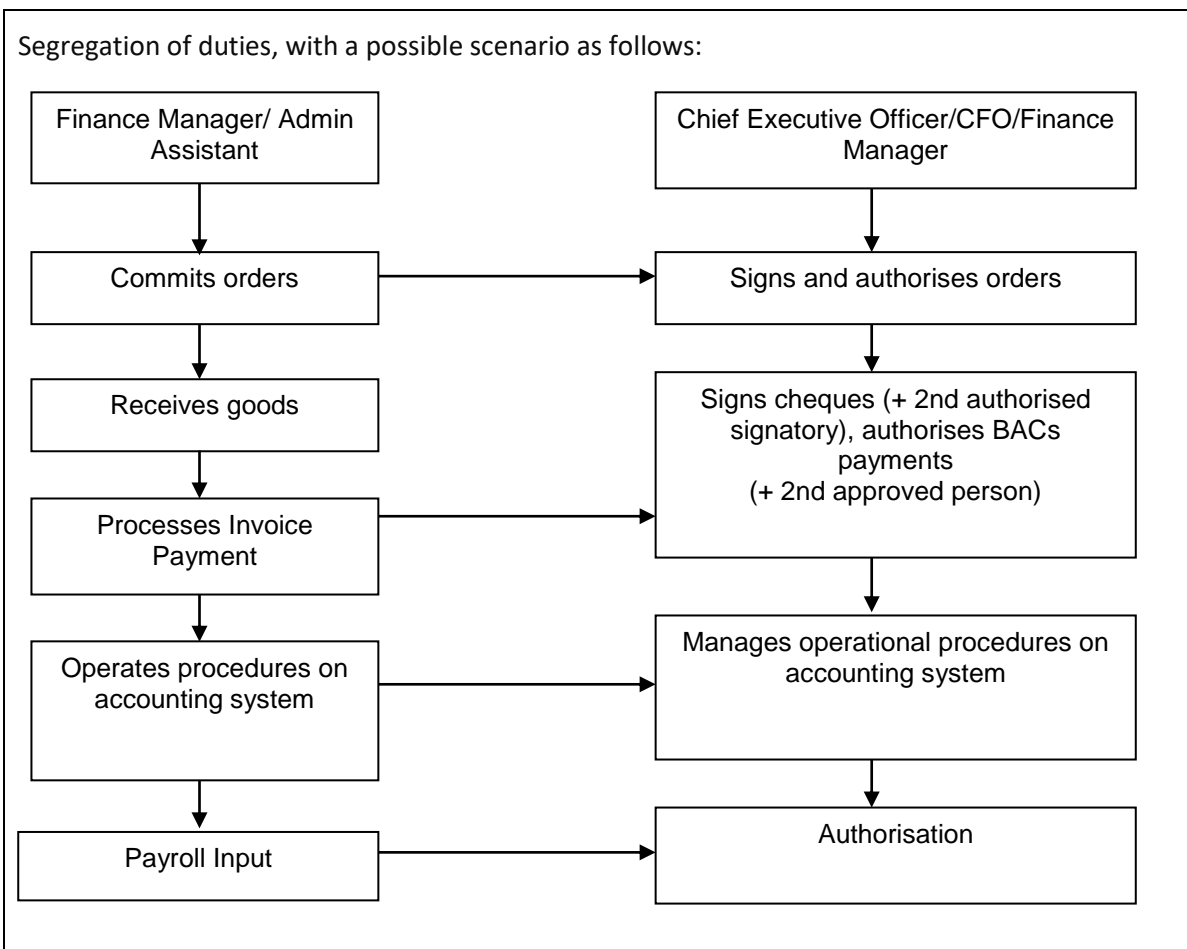 Segregation of duties, with a possible scenario as follows:
Finance Manager/ Admin
Assistant
Chief Executive Officer/CFO/Finance
Manager
Commits orders
Signs and authorises orders
Receives goods
Signs cheques (+ 2nd authorised
signatory), authorises BACs
payments
(+ 2nd approved person)
Processes Invoice
Payment
Operates procedures on
accounting system
Manages operational procedures on
accounting system
Payroll Input
Authorisation